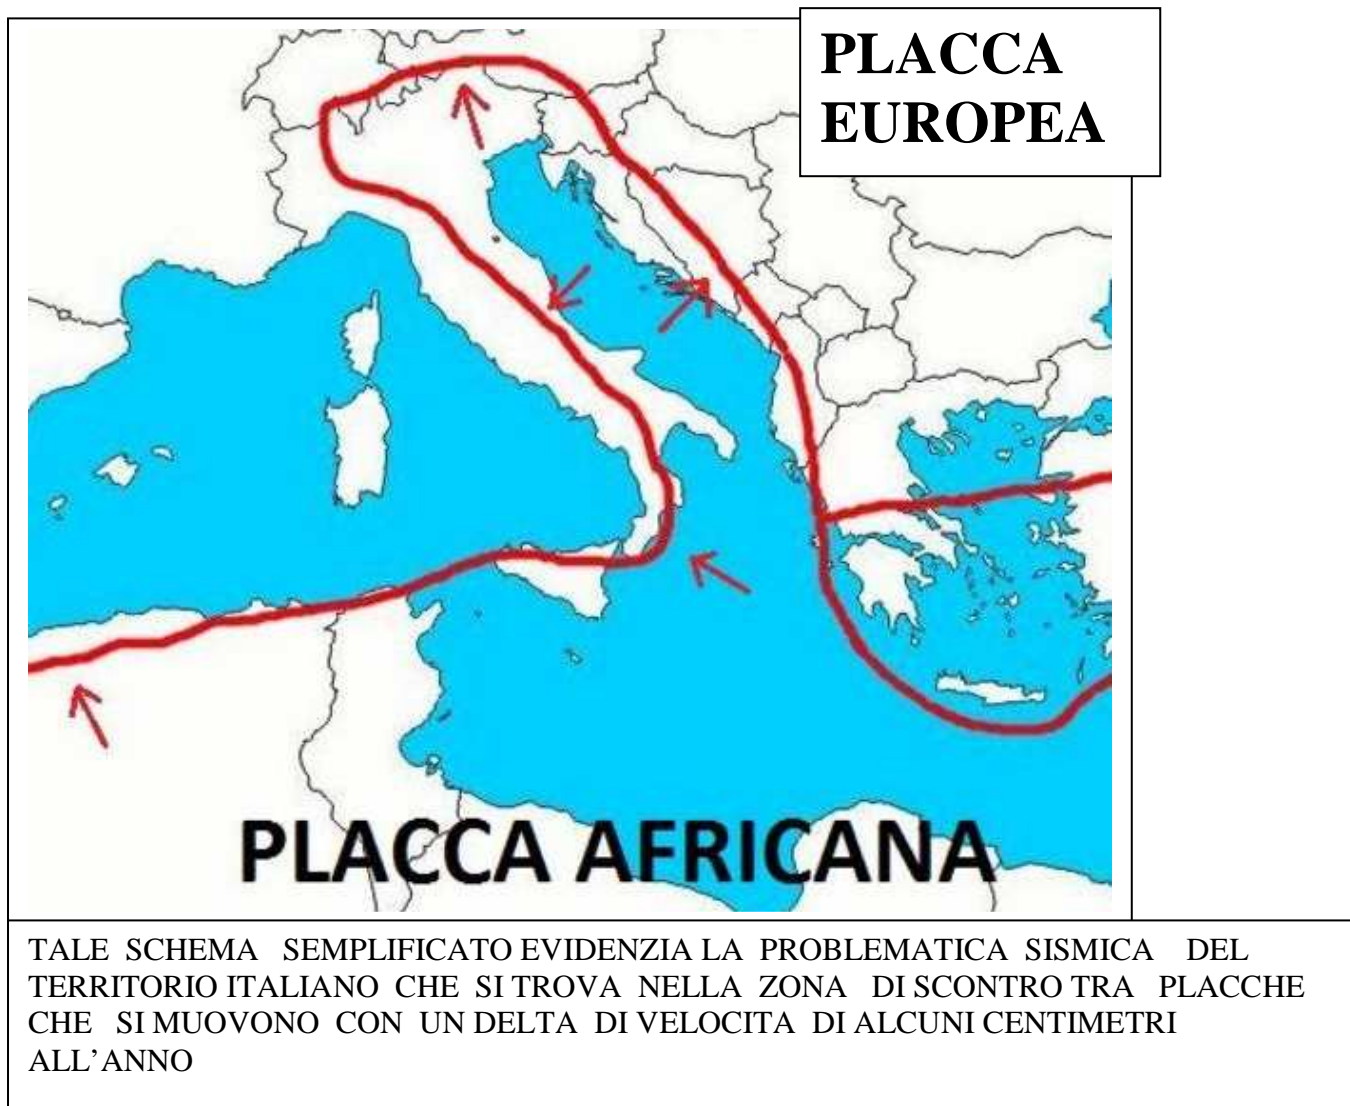 PLACCA
EUROPEA
PLACCA AFRICANA
TALE SCHEMA SEMPLIFICATO EVIDENZIA LA PROBLEMATICA SISMICA DEL
TERRITORIO ITALIANO CHE SI TROVA NELLA ZONA DI SCONTRO TRA PLACCHE
CHE SI MUOVONO CON UN DELTA DI VELOCITA DI ALCUNI CENTIMETRI
ALL'ANNO